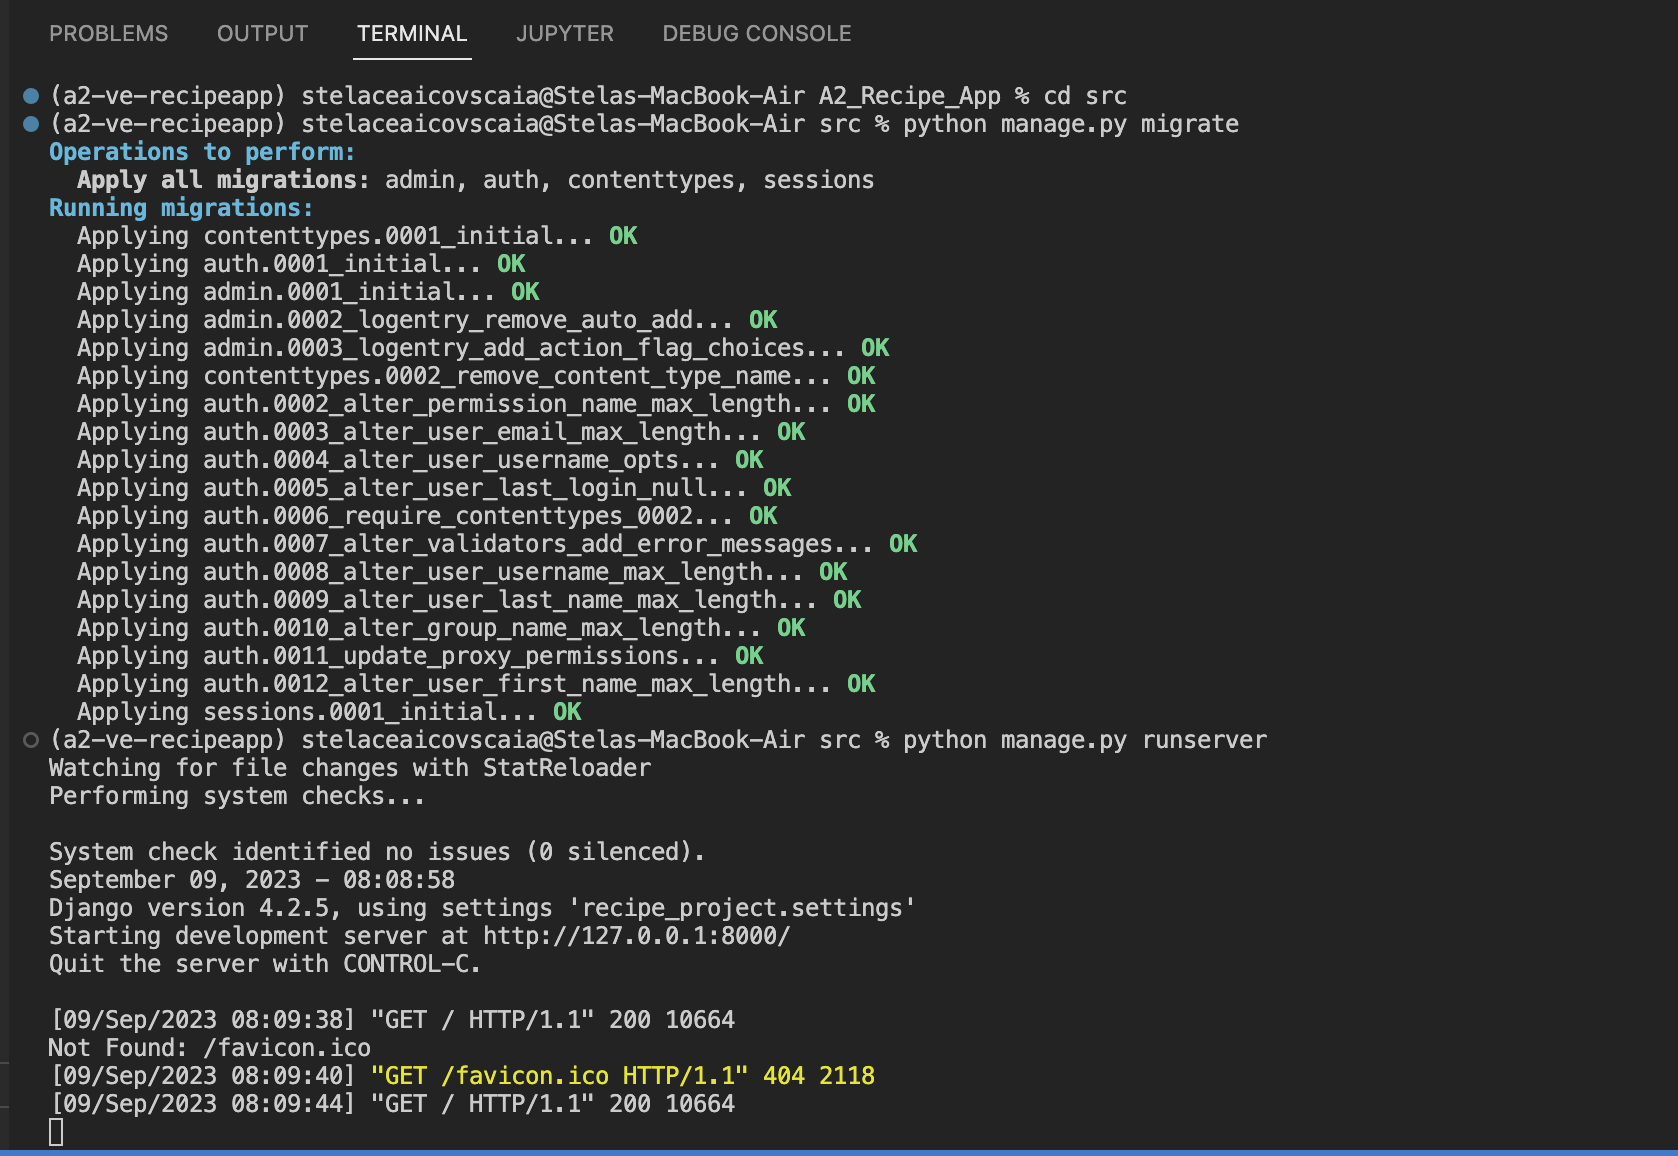 PROBLEMS OUTPUT TERMINAL JUPYTER DEBUG CONSOLE
(a2-ve-recipeapp) stelaceaicovscaia@Stelas-MacBook-Air A2_Recipe_App % cd src
(a2-ve-recipeapp) stelaceaicovscaia@Stelas-MacBook-Air src % python manage.py migrate
Operations to perform:
  Apply all migrations: admin, auth, contenttypes, sessions
Running migrations:
  Applying contenttypes.0001_initial... OK
  Applying auth.0001_initial... OK
  Applying admin.0001_initial... OK
  Applying admin.0002_logentry_remove_auto_add... OK
  Applying admin.0003_logentry_add_action_flag_choices... OK
  Applying contenttypes.0002_remove_content_type_name... OK
  Applying auth.0002_alter_permission_name_max_length... OK
  Applying auth.0003_alter_user_email_max_length... OK
  Applying auth.0004_alter_user_username_opts... OK
  Applying auth.0005_alter_user_last_login_null... OK
  Applying auth.0006_require_contenttypes_0002... OK
  Applying auth.0007_alter_validators_add_error_messages... OK
  Applying auth.0008_alter_user_username_max_length... OK
  Applying auth.0009_alter_user_last_name_max_length... OK
  Applying auth.0010_alter_group_name_max_length... OK
  Applying auth.0011_update_proxy_permissions... OK
  Applying auth.0012_alter_user_first_name_max_length... OK
  Applying sessions.0001_initial... OK
(a2-ve-recipeapp) stelaceaicovscaia@Stelas-MacBook-Air src % python manage.py runserver
Watching for file changes with StatReloader
Performing system checks...

System check identified no issues (0 silenced).
September 09, 2023 - 08:08:58
Django version 4.2.5, using settings 'recipe_project.settings'
Starting development server at http://127.0.0.1:8000/
Quit the server with CONTROL-C.

[09/Sep/2023 08:09:38] "GET / HTTP/1.1" 200 10664
Not Found: /favicon.ico
[09/Sep/2023 08:09:40] "GET /favicon.ico HTTP/1.1" 404 2118
[09/Sep/2023 08:09:44] "GET / HTTP/1.1" 200 10664